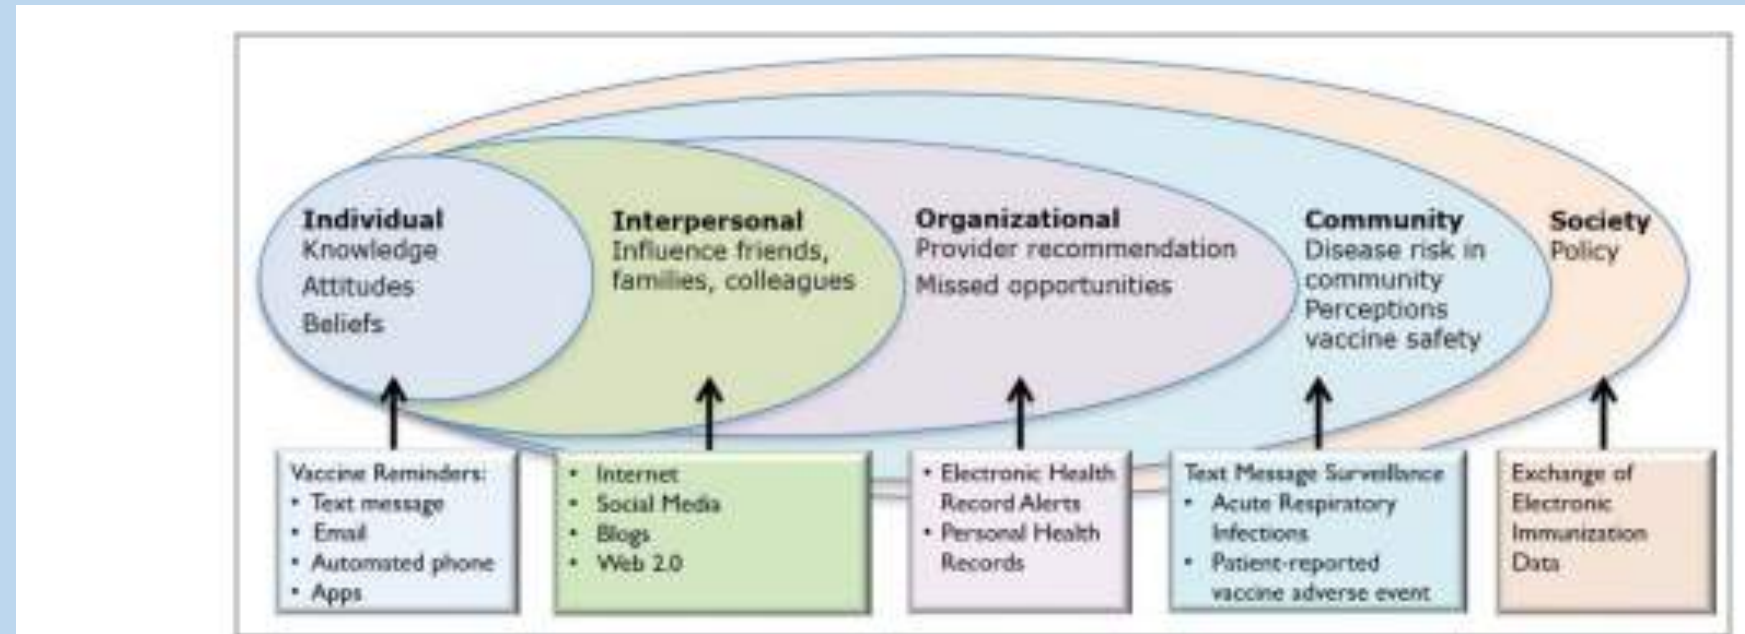 Individual
Knowledge
Attitudes
Beliefs
Interpersonal
Influence friends,
families, colleagues
Organizational
Provider recommendation
Missed opportunities
Community
Disease risk in
community
Perceptions
vaccine safety
Society
Policy
Vaccine Reminders:
• Text message
• Email
• Automated phone
• Apps
• Internet
• Social Media
• Blogs
• Web 2.0
• Electronic Health
Record Alerts
• Personal Health
Records
Text Message Surveillance
• Acute Respiratory
Infections
• Patient-reported
vaccine adverse event
Exchange of
Electronic
Immunization
Data